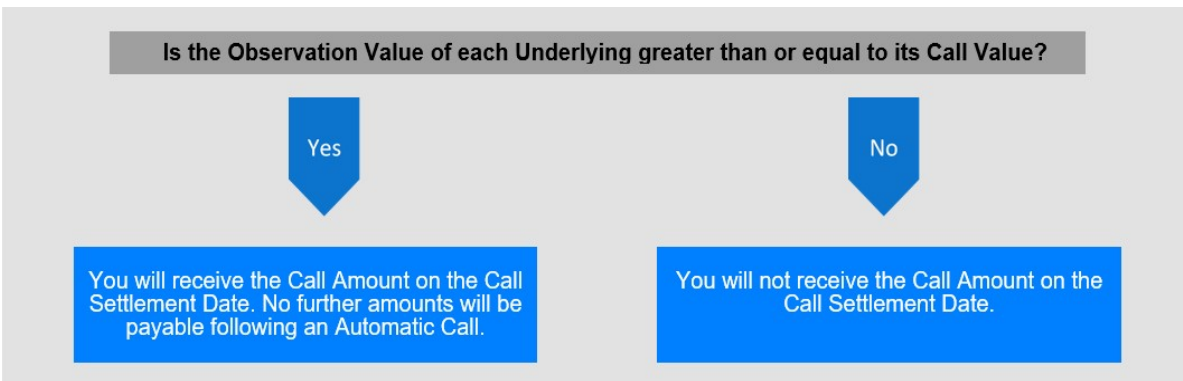 Is the Observation Value of each Underlying greater than or equal to its Call Value?
Yes
No
You will receive the Call Amount on the Call
Settlement Date. No further amounts will be
payable following an Automatic Call.
You will not receive the Call Amount on the
Call Settlement Date.